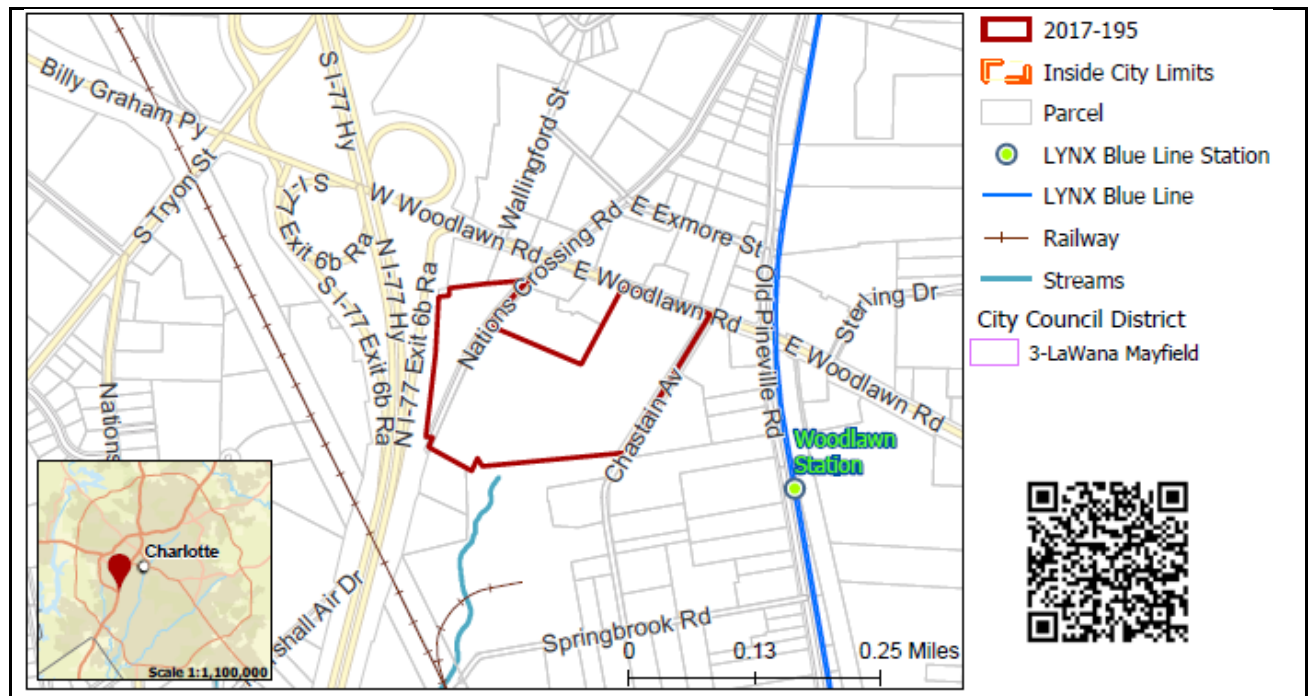 Billy Graham Py
S Tryon St
S I-77 Hy
Wallingford St
W Woodlawn Rd
Nations Crossing Rd
E Exmore St
E Woodlawn Rd
Old Pineville Rd
Sterling Dr
E Woodlawn Rd
Exit 6b Ra
N I-77 Hy
S I-77 Exit 6b Ra
N I-77 Exit 6b Ra
Chastain Av
Nations
Woodlawn
Station
Springbrook Rd
shall Air Dr
Charlotte
Scale 1:1,100,000
0 0.13 0.25 Miles
2017-195
Inside City Limits
Parcel
LYNX Blue Line Station
LYNX Blue Line
Railway
Streams
City Council District
3-LaWana Mayfield